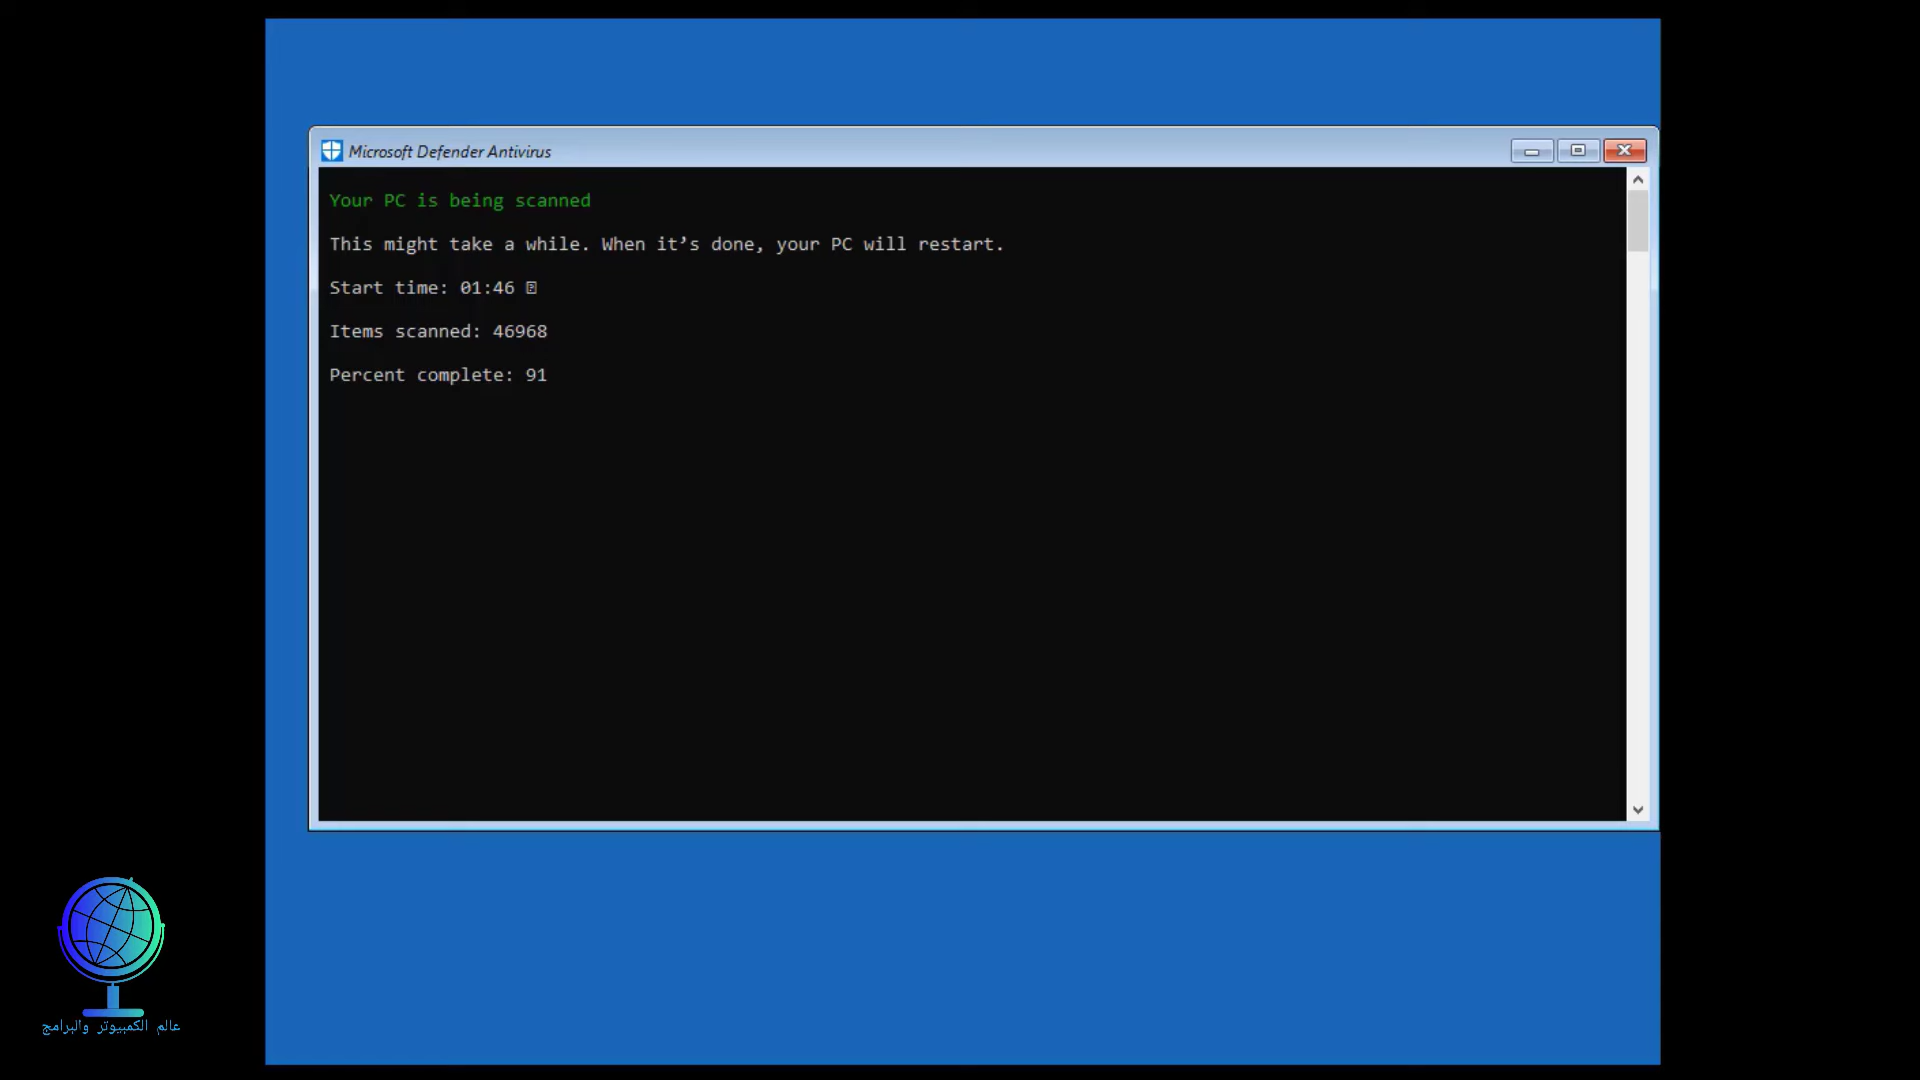 Microsoft Defender Antivirus
Your PC is being scanned
This might take a while. When it’s done, your PC will restart.
Start time: 01:46
Items scanned: 46968
Percent complete: 91
عالم الكمبيوتر والبرامج